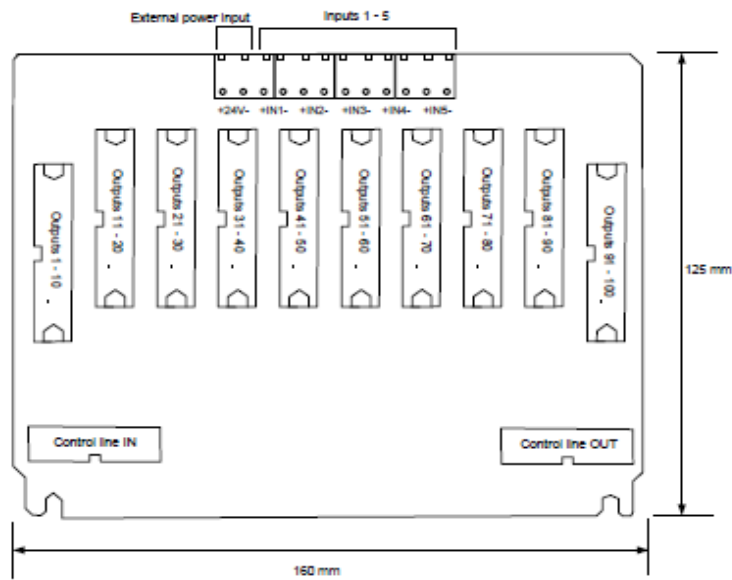 External power input
Inputs 1 - 5
+24V- +IN1- +IN2- +IN3- +IN4- +IN5-
Outputs 1 - 10
Outputs 11 - 20
Outputs 21 - 30
Outputs 31 - 40
Outputs 41 - 50
Outputs 51 - 60
Outputs 61 - 70
Outputs 71 - 80
Outputs 81 - 90
Outputs 91 - 100
125 mm
Control line IN
Control line OUT
160 mm